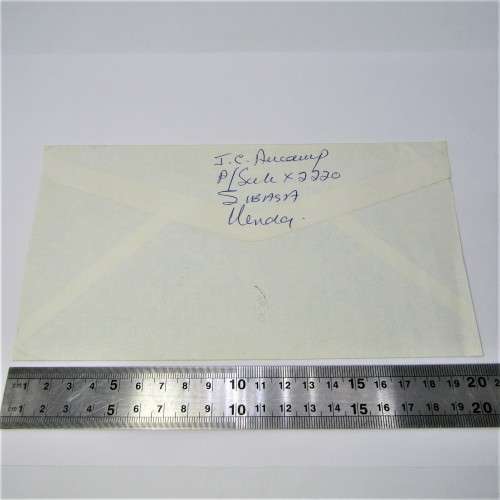 J.C. Aucamp
P/Sak X2220
SIBASA
Venda.
cm 1 2 3 4 5 6 7 8 9 10 11 12 13 14 15 16 17 18 19 20
cm 1 2 3 4 5 6 7 8 9 10 11 12 13 14 15 16 17 18 19 20